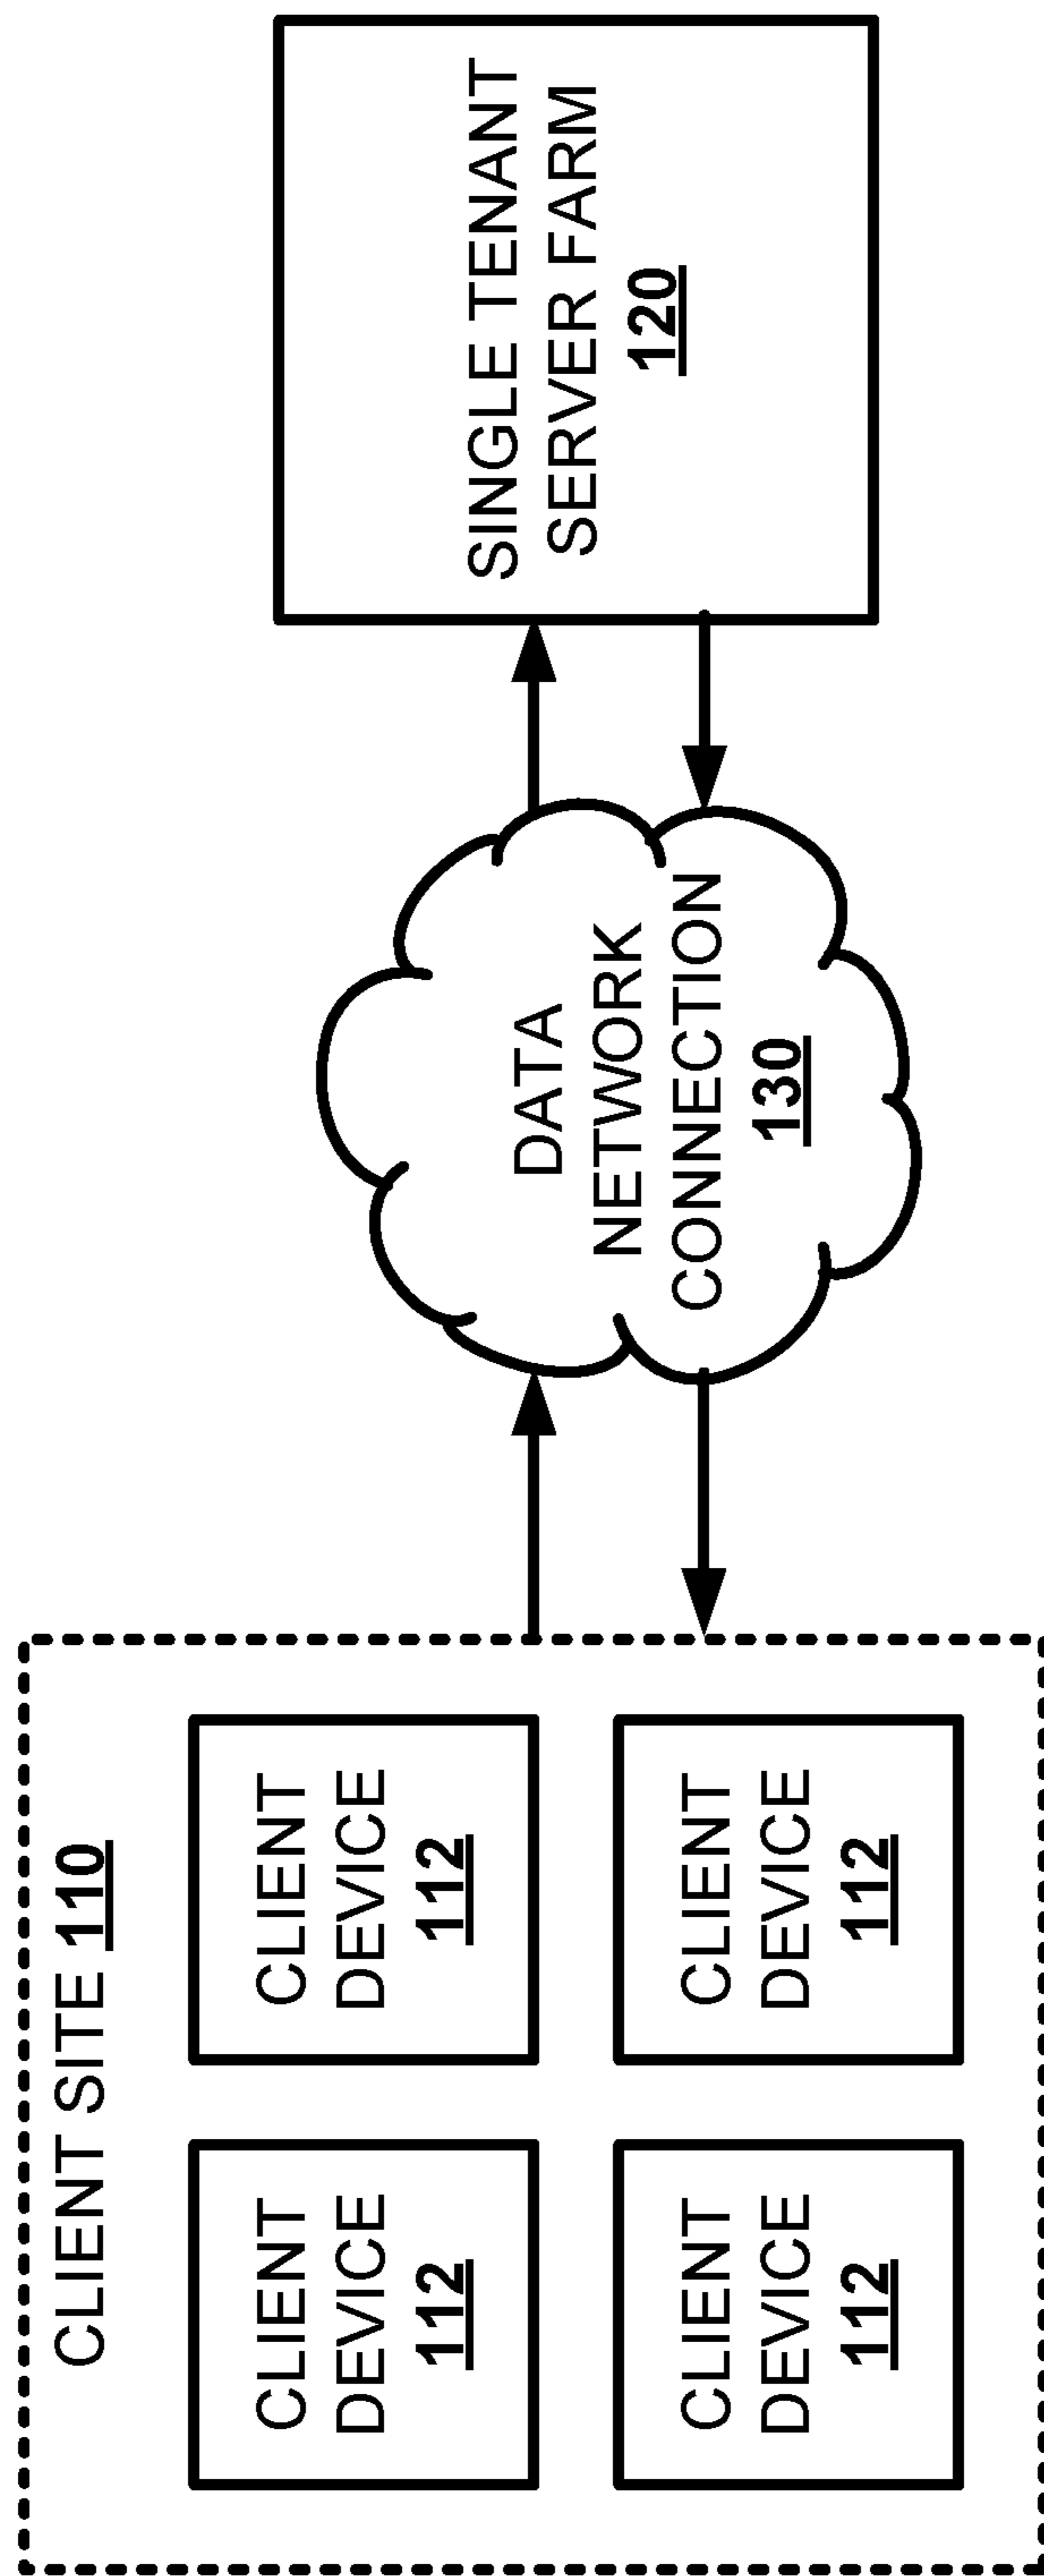 CLIENT SITE 110
CLIENT
DEVICE
112
CLIENT
DEVICE
112
CLIENT
DEVICE
112
CLIENT
DEVICE
112
DATA
NETWORK
CONNECTION
130
SINGLE TENANT
SERVER FARM
120